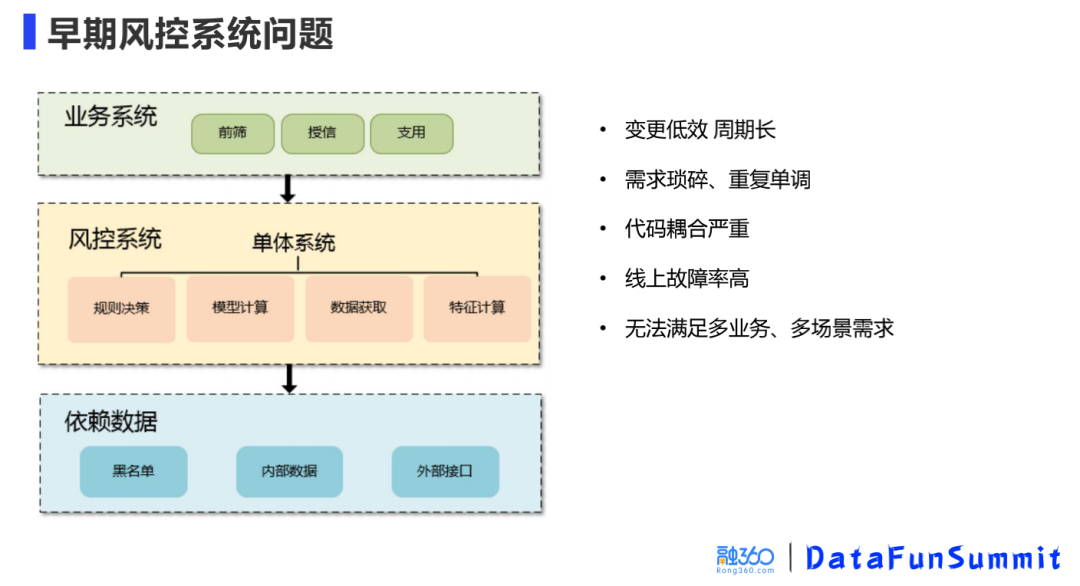 早期风控系统问题
业务系统
前筛
授信
支用
风控系统
单体系统
规则决策
模型计算
数据获取
特征计算
依赖数据
黑名单
内部数据
外部接口
• 变更低效 周期长
• 需求琐碎、重复单调
• 代码耦合严重
• 线上故障率高
• 无法满足多业务、多场景需求
融360
Rong360.com
DataFunSummit